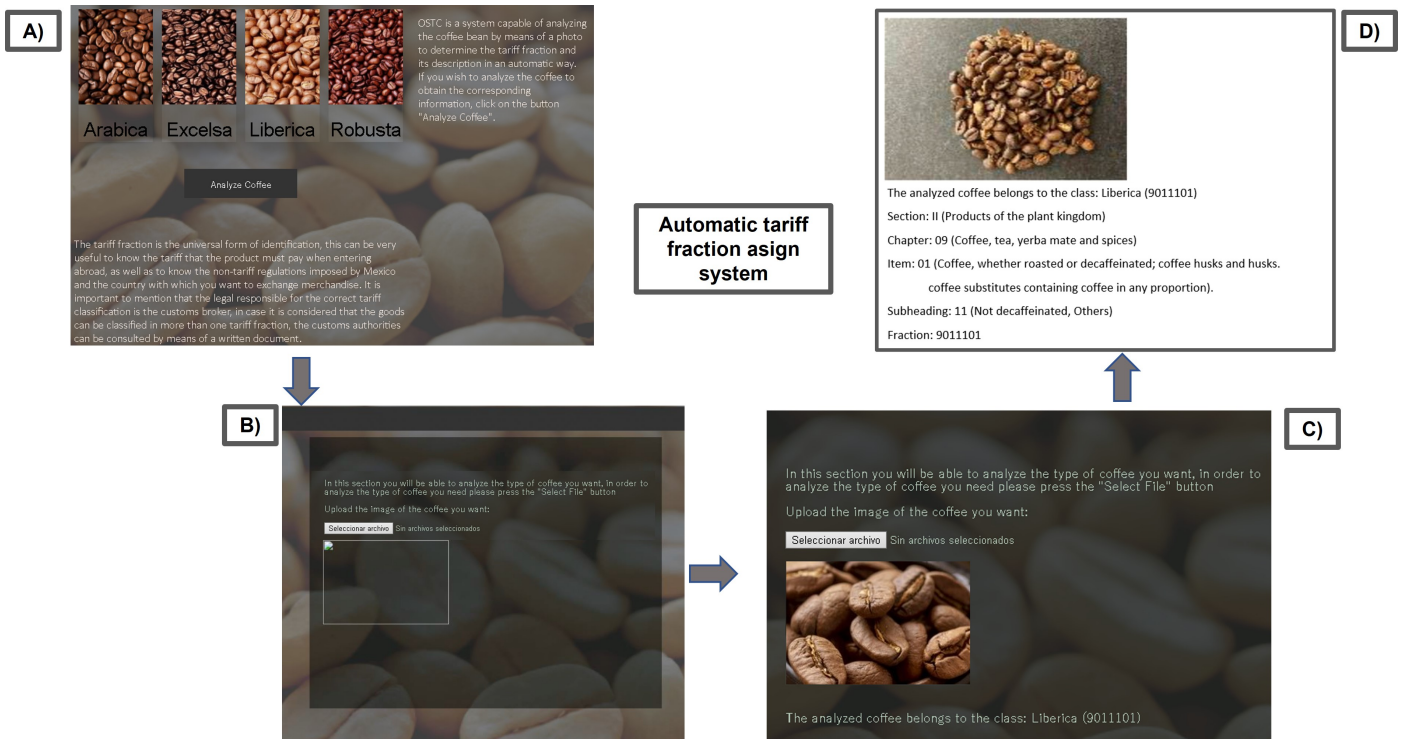 A)
Arabica Excelsa Liberica Robusta
OSTC is a system capable of analyzing
the coffee bean by means of a photo
to determine the tariff fraction and
its description in an automatic way.
If you wish to analyze the coffee to
obtain the corresponding
information, click on the button
"Analyze Coffee".
Analyze Coffee
The tariff fraction is the universal form of identification, this can be very
useful to know the tariff that the product must pay when entering
abroad, as well as to know the non-tariff regulations imposed by Mexico
and the country with which you want to exchange merchandise. It is
important to mention that the legal responsible for the correct tariff
classification is the customs broker, in case it is considered that the goods
can be classified in more than one tariff fraction, the customs authorities
can be consulted by means of a written document.
Automatic tariff
fraction asign
system
B)
In this section you will be able to analyze the type of coffee you want, in order to
analyze the type of coffee you need please press the "Select File" button
Upload the image of the coffee you want:
Seleccionar archivo Sin archivos seleccionados
C)
In this section you will be able to analyze the type of coffee you want, in order to
analyze the type of coffee you need please press the "Select File" button
Upload the image of the coffee you want:
Seleccionar archivo Sin archivos seleccionados
The analyzed coffee belongs to the class: Liberica (9011101)
D)
The analyzed coffee belongs to the class: Liberica (9011101)
Section: II (Products of the plant kingdom)
Chapter: 09 (Coffee, tea, yerba mate and spices)
Item: 01 (Coffee, whether roasted or decaffeinated; coffee husks and husks.
coffee substitutes containing coffee in any proportion).
Subheading: 11 (Not decaffeinated, Others)
Fraction: 9011101